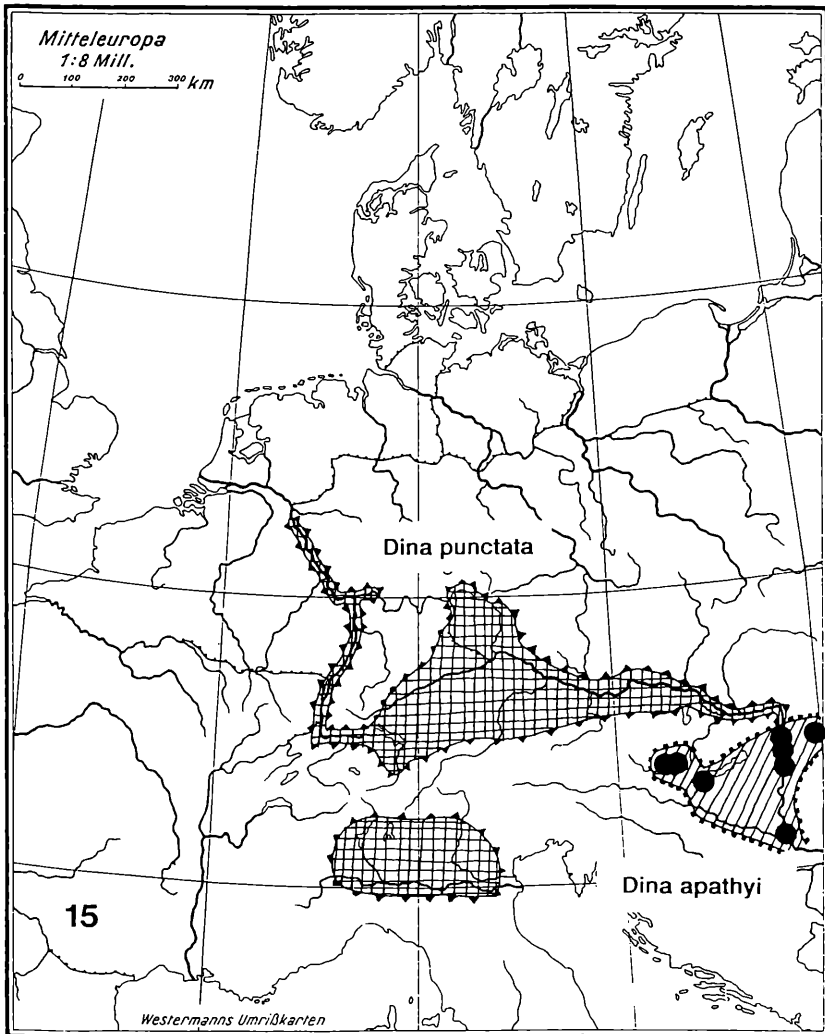 Mitteleuropa
1:8 Mill.
0 100 200 300 km
Dina punctata
Dina apathyi
15
Westermanns Umrißkarten